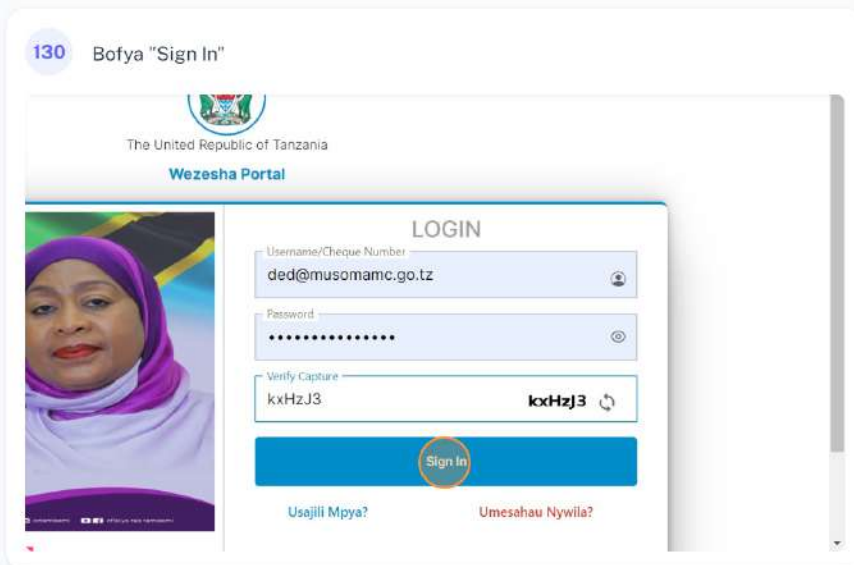 130 Bofya "Sign In"
The United Republic of Tanzania
Wezesha Portal
LOGIN
Username/Cheque Number
ded@musomamc.go.tz
Password
Verify Capture
kxHzJ3 kxHzJ3
Sign In
Usajili Mpya? Umesahau Nywila?